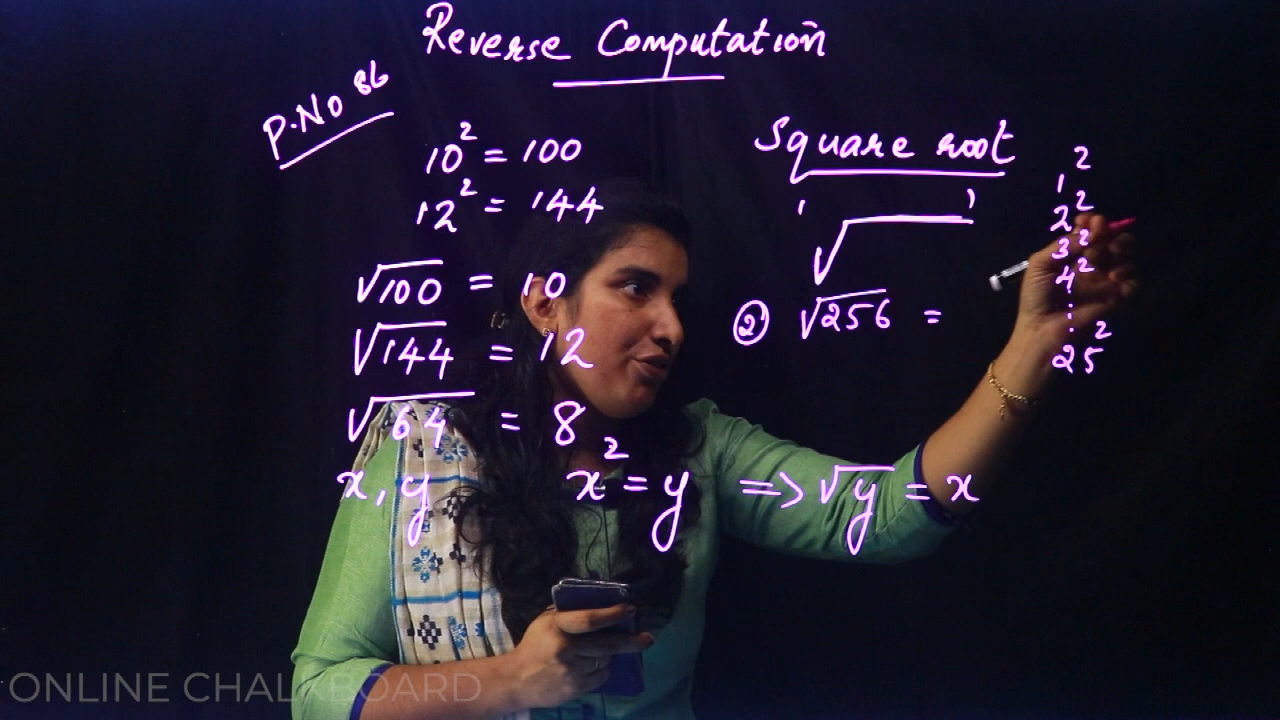 Reverse Computation
P.No 86
10² = 100
12² = 144
√100 = 10
√144 = 12
√64 = 8
x, y x² = y => √y = x
Square root
√
② √256 =
1²
2²
3²
4²
⋮
25²
ONLINE CHALKBOARD